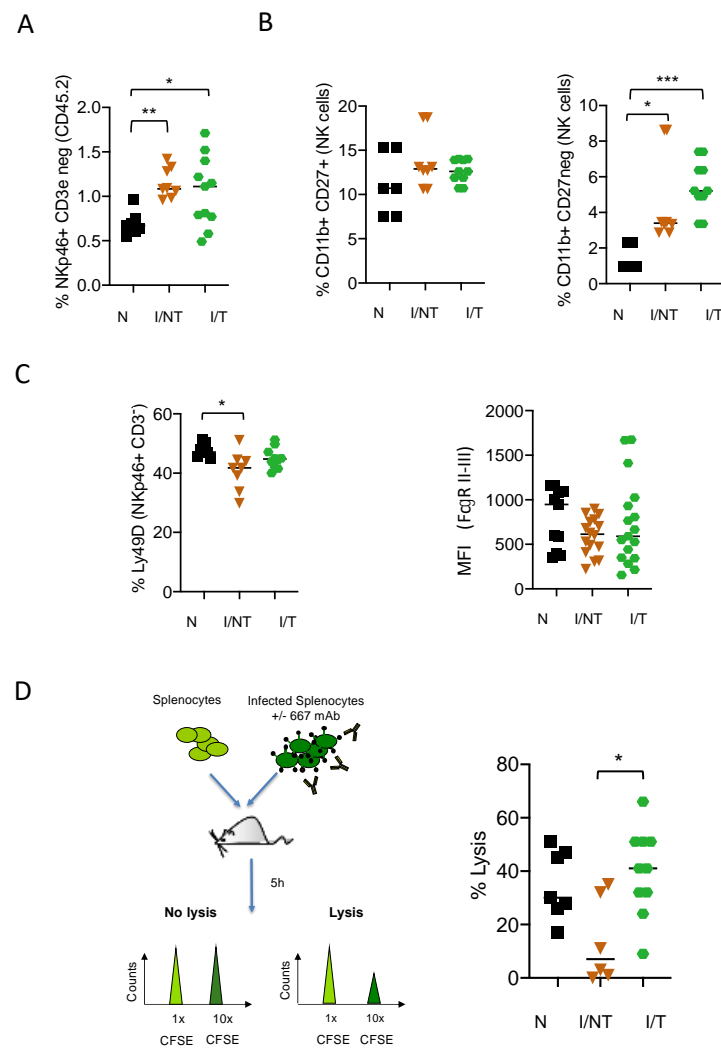 A
B
% NKp46+ CD3e neg (CD45.2)
2.0
1.5
1.0
0.5
0.0
*
**
N I/NT I/T
% CD11b+ CD27+ (NK cells)
20
15
10
5
0
N I/NT I/T
% CD11b+ CD27neg (NK cells)
10
8
6
4
2
0
***
*
N I/NT I/T
C
% Ly49D (NKp46+ CD3-)
60
40
20
0
*
N I/NT I/T
MFI (FcgR II-III)
2000
1500
1000
500
0
N I/NT I/T
D
Splenocytes
Infected Splenocytes
+/- 667 mAb
5h
No lysis
Lysis
Counts
1x 10x
CFSE CFSE
Counts
1x 10x
CFSE CFSE
% Lysis
80
60
40
20
0
*
N I/NT I/T